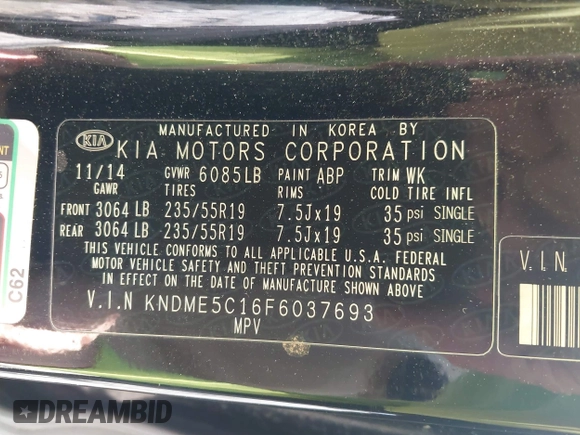 MANUFACTURED IN KOREA BY
KIA KIA MOTORS CORPORATION
11/14 GVWR 6085LB PAINT ABP TRIM WK
GAWR TIRES RIMS COLD TIRE INFL
FRONT 3064 LB 235/55R19 7.5Jx19 35 psi SINGLE
REAR 3064 LB 235/55R19 7.5Jx19 35 psi SINGLE
THIS VEHICLE CONFORMS TO ALL APPLICABLE U.S.A. FEDERAL
MOTOR VEHICLE SAFETY AND THEFT PREVENTION STANDARDS
IN EFFECT ON THE DATE OF MANUFACTURE SHOWN ABOVE
V.I.N KNDME5C16F6037693
MPV
V.I.N.
C62
DREAMBID